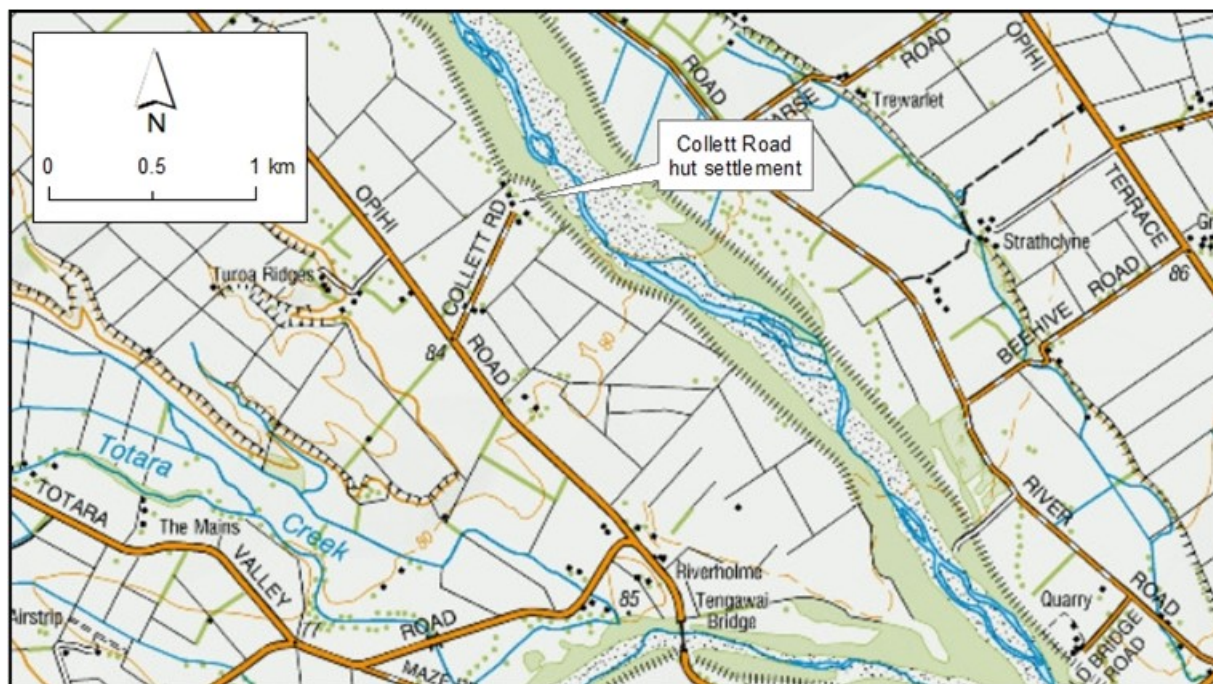 N
0 0.5 1 km
Collett Road
hut settlement
ROAD
ROAD
OPIHI
Trewarlet
TERRACE
Strathclyne
OPIHI
COLLETT RD
Turoa Ridges
BEEHIVE ROAD
86
84
ROAD
80
Totara
Creek
TOTARA
The Mains
VALLEY
80
RIVER
Riverholme
85
Tengawai
Bridge
Quarry
ROAD
Airstrip
ROAD
BRIDGE
ROAD